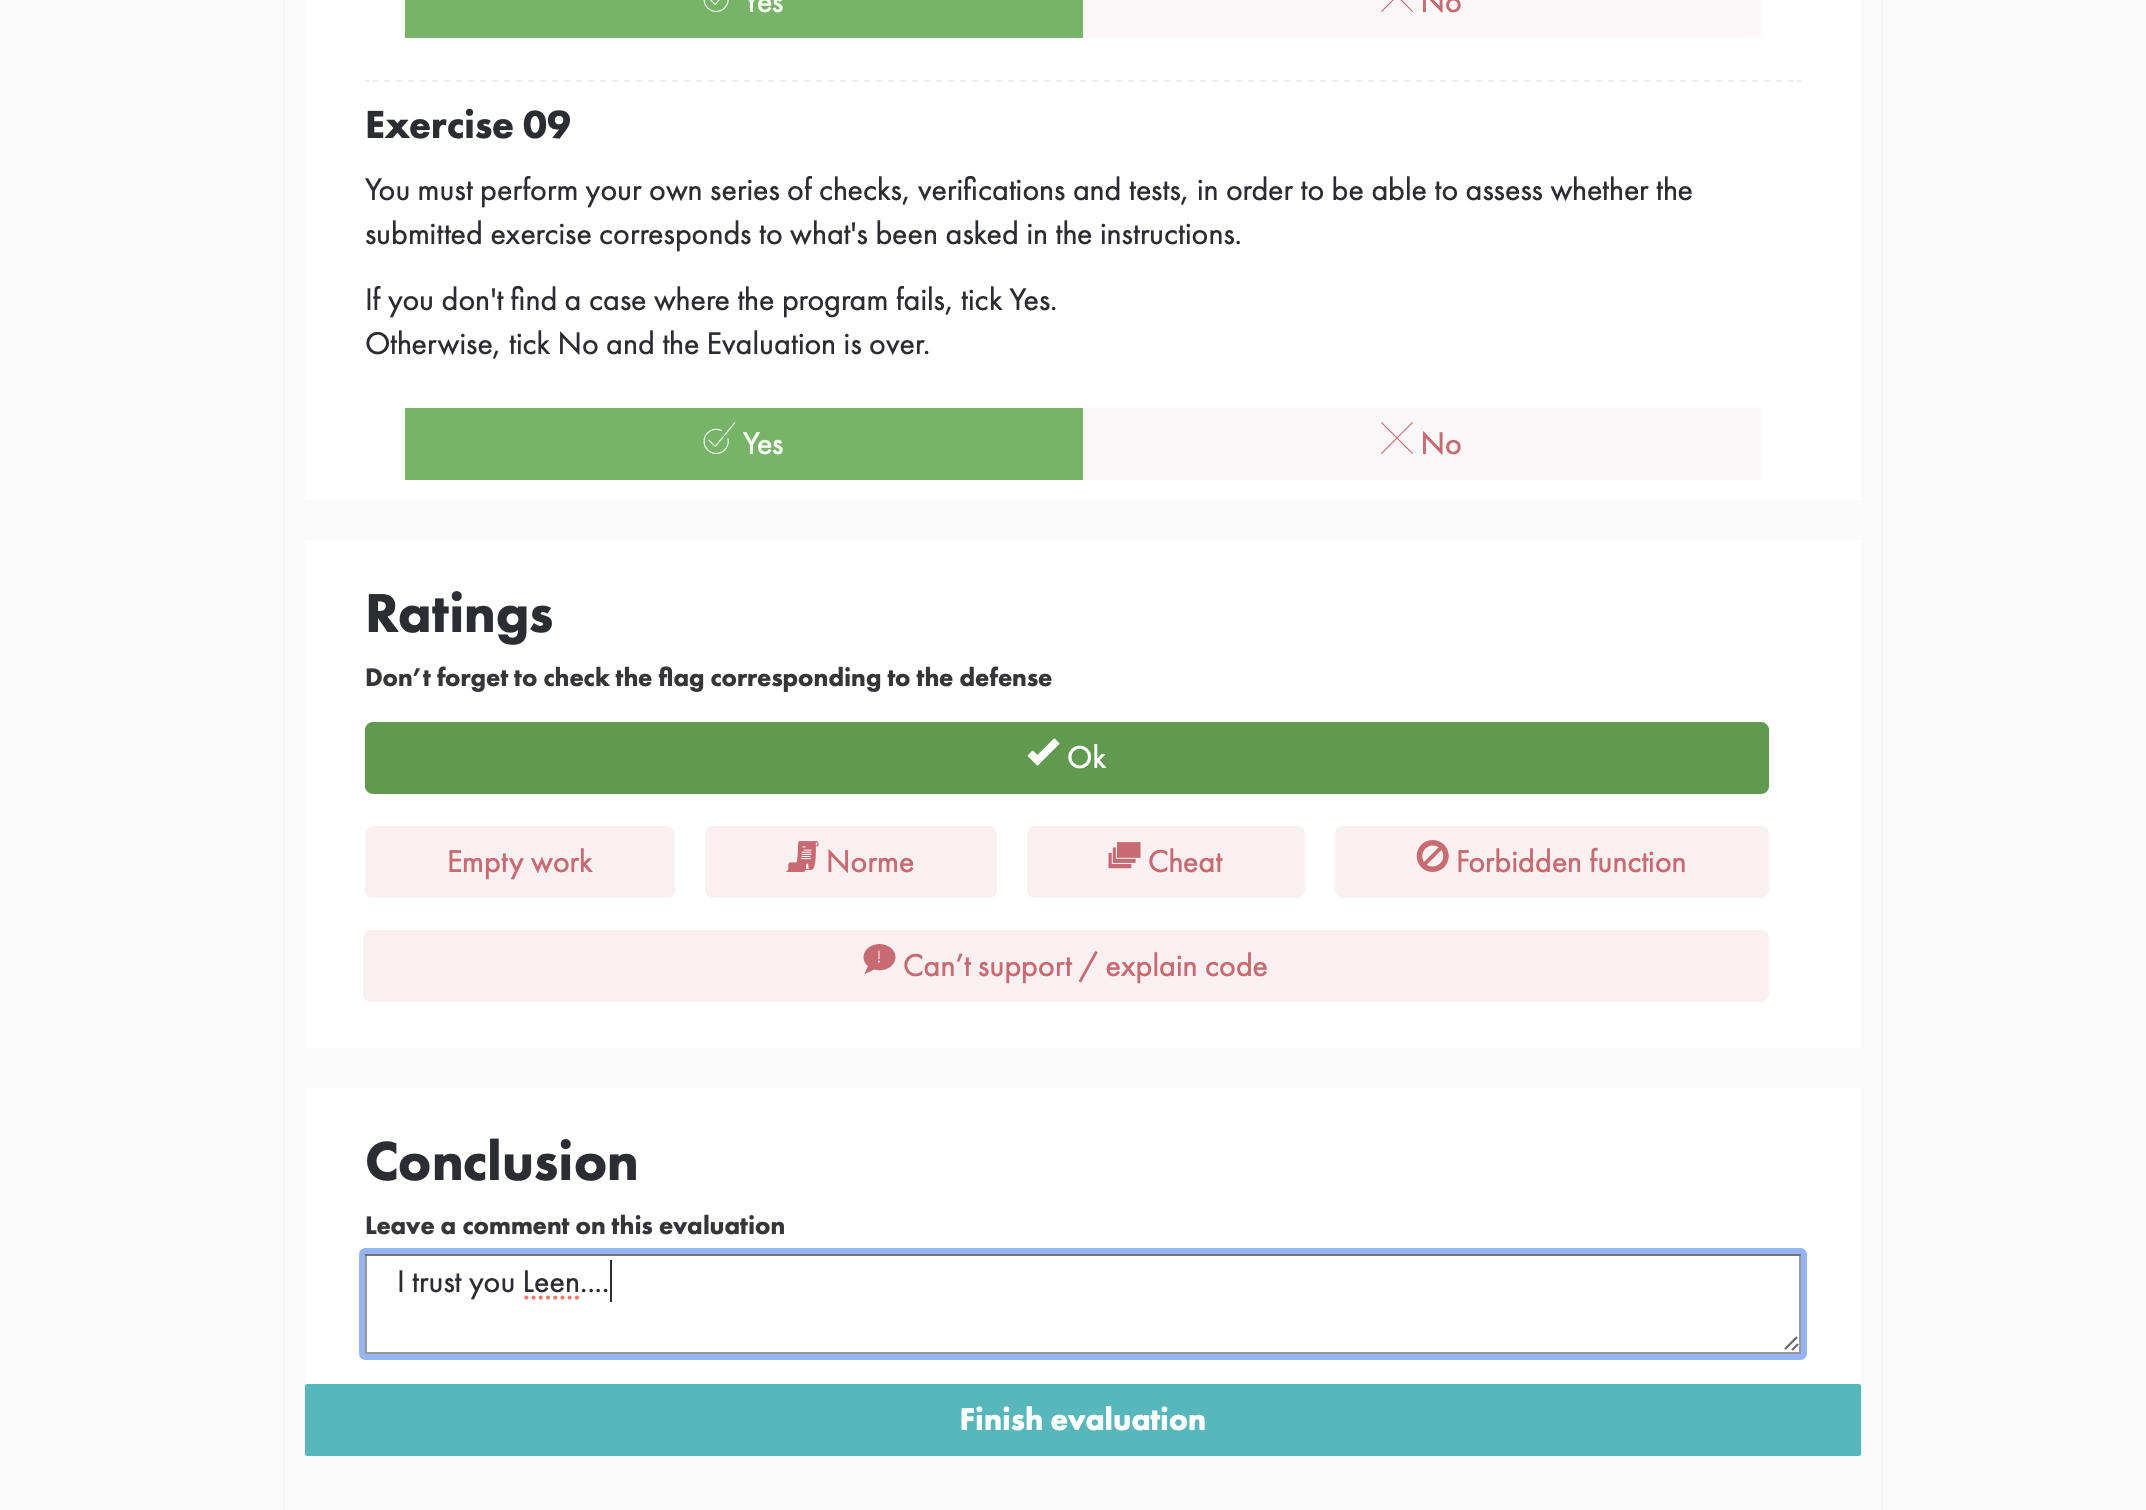 Yes No
Exercise 09
You must perform your own series of checks, verifications and tests, in order to be able to assess whether the
submitted exercise corresponds to what's been asked in the instructions.
If you don't find a case where the program fails, tick Yes.
Otherwise, tick No and the Evaluation is over.
Yes No
Ratings
Don’t forget to check the flag corresponding to the defense
Ok
Empty work Norme Cheat Forbidden function
Can’t support / explain code
Conclusion
Leave a comment on this evaluation
I trust you Leen....
Finish evaluation